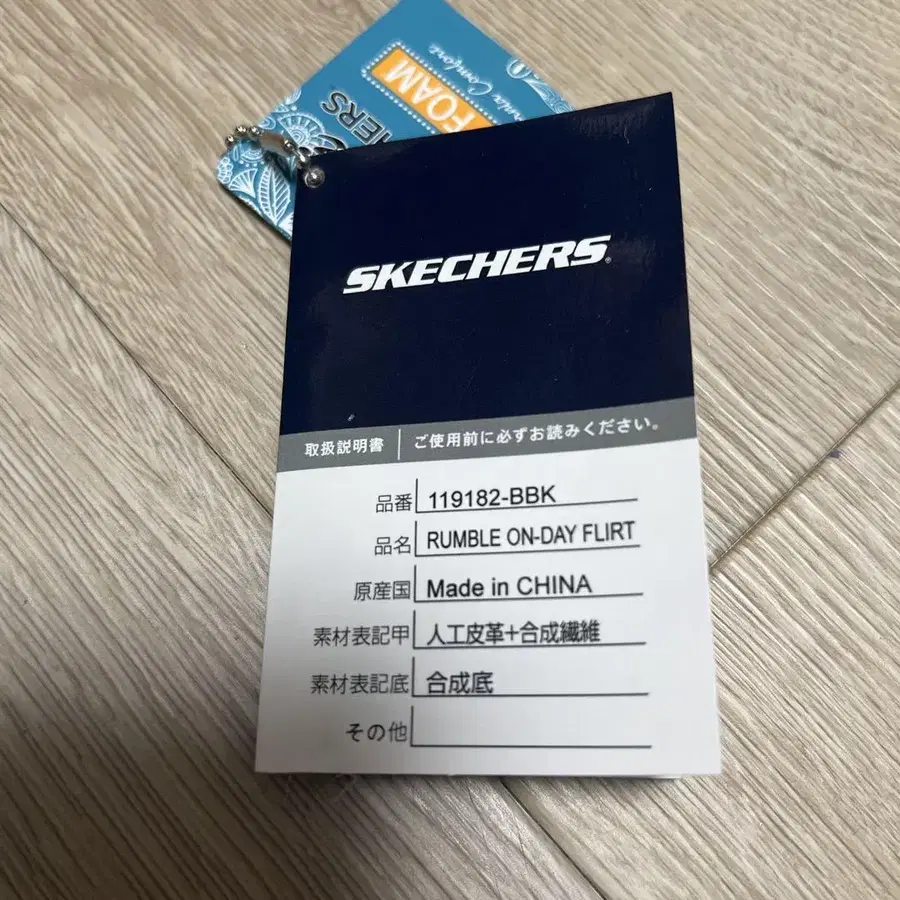 FOAM
SKECHERS
取扱説明書 ご使用前に必ずお読みください。
品番 119182-BBK
品名 RUMBLE ON-DAY FLIRT
原産国 Made in CHINA
素材表記甲 人工皮革+合成繊維
素材表記底 合成底
その他